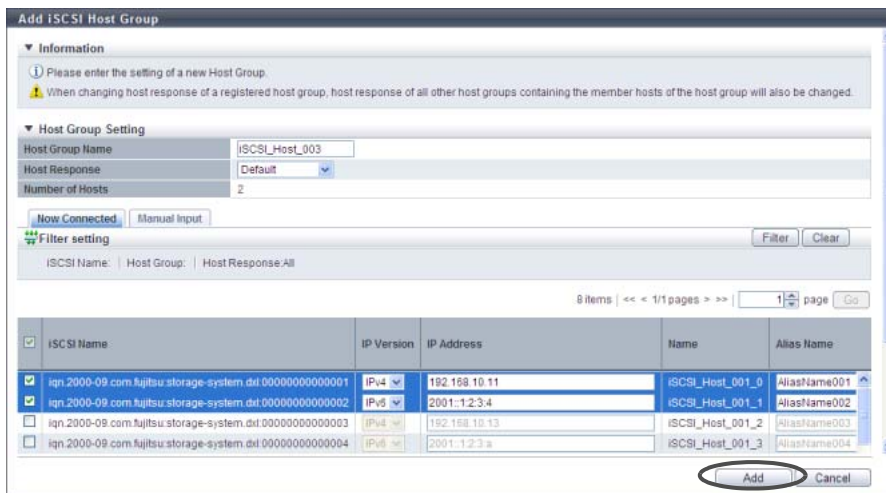 Add iSCSI Host Group
Information
Please enter the setting of a new Host Group.
When changing host response of a registered host group, host response of all other host groups containing the member hosts of the host group will also be changed.
Host Group Setting
Host Group Name iSCSI_Host_003
Host Response Default
Number of Hosts 2
Now Connected Manual Input
Filter setting Filter Clear
iSCSI Name: | Host Group: | Host Response:All
8 items | << < 1/1 pages > >> | 1 page Go
iSCSI Name IP Version IP Address Name Alias Name
iqn.2000-09.com.fujitsu:storage-system.dxl:00000000000001 IPv4 192.168.10.11 iSCSI_Host_001_0 AliasName001
iqn.2000-09.com.fujitsu:storage-system.dxl:00000000000002 IPv6 2001::1:2:3:4 iSCSI_Host_001_1 AliasName002
iqn.2000-09.com.fujitsu:storage-system.dxl:00000000000003 IPv4 192.168.10.13 iSCSI_Host_001_2 AliasName003
iqn.2000-09.com.fujitsu:storage-system.dxl:00000000000004 IPv6 2001::1:2:3:a iSCSI_Host_001_3 AliasName004
Add Cancel